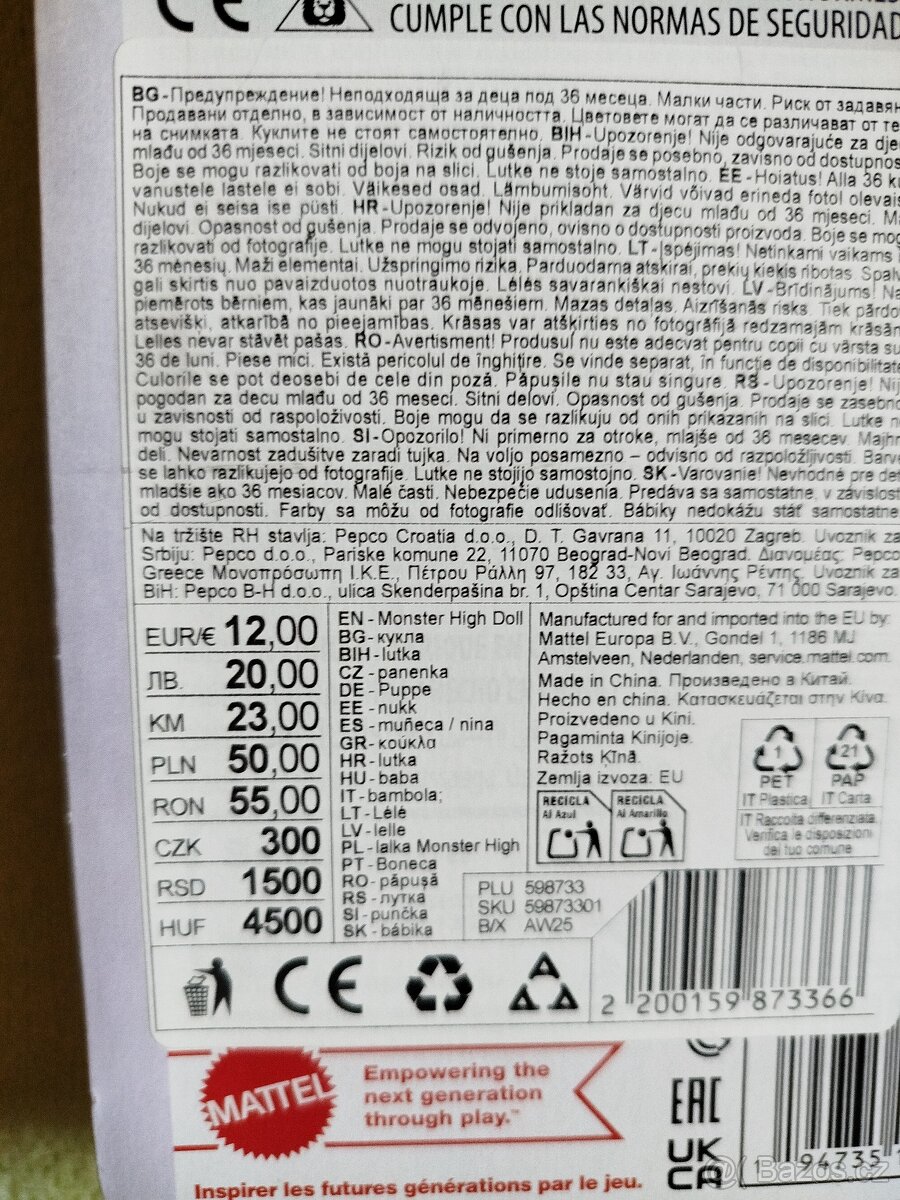 CE
CUMPLE CON LAS NORMAS DE SEGURIDAD
BG-Предупреждение! Неподходяща за деца под 36 месеца. Малки части. Риск от задавян
Продавани отделно, в зависимост от наличността. Цветовете могат да се различават от те
на снимката. Куклите не стоят самостоятелно. BIH-Upozorenje! Nije odgovarajuće za dje
mlađu od 36 mjeseci. Sitni dijelovi. Rizik od gušenja. Prodaje se posebno, zavisno od dostupnos
Boje se mogu razlikovati od boja na slici. Lutke ne stoje samostalno. EE-Hoiatus! Alla 36 ku
vanustele lastele ei sobi. Väikesed osad. Lämbumisoht. Värvid võivad erineda fotol olevais
Nukud ei seisa ise püsti. HR-Upozorenje! Nije prikladan za djecu mlađu od 36 mjeseci. Ma
dijelovi. Opasnost od gušenja. Prodaje se odvojeno, ovisno o dostupnosti proizvoda. Boje se mog
razlikovati od fotografije. Lutke ne mogu stojati samostalno. LT-Įspėjimas! Netinkami vaikams i
36 mėnesių. Maži elementai. Užspringimo rizika. Parduodama atskirai, prekių kiekis ribotas. Spalv
gali skirtis nuo pavaizduotos nuotraukoje. Lėlės savarankiškai nestovi. LV-Brīdinājums! Na
piemērots bērniem, kas jaunāki par 36 mēnešiem. Mazas detaļas. Aizrīšanās risks. Tiek pārdo
atsevišķi, atkarībā no pieejamības. Krāsas var atšķirties no fotogrāfijā redzamajām krāsām
Lelles nevar stāvēt pašas. RO-Avertisment! Produsul nu este adecvat pentru copii cu vârsta su
36 de luni. Piese mici. Există pericolul de înghițire. Se vinde separat, în funcție de disponibilitate
Culorile se pot deosebi de cele din poză. Păpușile nu stau singure. RS-Upozorenje! Nij
pogodan za decu mlađu od 36 meseci. Sitni delovi. Opasnost od gušenja. Prodaje se zasebno
u zavisnosti od raspoloživosti. Boje mogu da se razlikuju od onih prikazanih na slici. Lutke n
mogu stojati samostalno. SI-Opozorilo! Ni primerno za otroke, mlajše od 36 mesecev. Majhn
deli. Nevarnost zadušitve zaradi tujka. Na voljo posamezno – odvisno od razpoložljivosti. Barve
se lahko razlikujejo od fotografije. Lutke ne stojijo samostojno. SK-Varovanie! Nevhodné pre det
mladšie ako 36 mesiacov. Malé časti. Nebezpečie udusenia. Predáva sa samostatne, v závislost
od dostupnosti. Farby sa môžu od fotografie odlišovať. Bábiky nedokážu stáť samostatne
Na tržište RH stavlja: Pepco Croatia d.o.o., D. T. Gavrana 11, 10020 Zagreb. Uvoznik za
Srbiju: Pepco d.o.o., Pariske komune 22, 11070 Beograd-Novi Beograd. Διανομέας: Pepco
Greece Μονοπρόσωπη Ι.Κ.Ε., Πέτρου Ράλλη 97, 182 33, Αγ. Ιωάννης Ρέντης. Uvoznik za
BiH: Pepco B-H d.o.o., ulica Skenderpašina br. 1, Opština Centar Sarajevo, 71 000 Sarajevo.
EUR/€ 12,00
ЛВ. 20,00
KM 23,00
PLN 50,00
RON 55,00
CZK 300
RSD 1500
HUF 4500
EN-Monster High Doll
BG-кукла
BIH-lutka
CZ-panenka
DE-Puppe
EE-nukk
ES-muñeca / nina
GR-κούκλα
HR-lutka
HU-baba
IT-bambola;
LT-Lėlė
LV-lelle
PL-lalka Monster High
PT-Boneca
RO-păpușă
RS-лутка
SI-punčka
SK-bábika
Manufactured for and imported into the EU by:
Mattel Europa B.V., Gondel 1, 1186 MJ
Amstelveen, Nederlanden, service.mattel.com
Made in China. Произведено в Китай.
Hecho en china. Κατασκευάζεται στην Κίνα.
Proizvedeno u Kini.
Pagaminta Kinijoje.
Ražots Ķīnā.
Zemlja izvoza: EU
RECICLA
Al Azul
RECICLA
Al Amarillo
1
PET
IT Plastica
21
PAP
IT Carta
IT Raccolta differenziata.
Verifica le disposizioni
del tuo comune
PLU 598733
SKU 59873301
B/X AW25
CE
2 200159 873366
MATTEL
Empowering the
next generation
through play.™
EAC
UK
CA
1 94735 1
Inspirer les futures générations par le jeu.
@ Bazos.cz